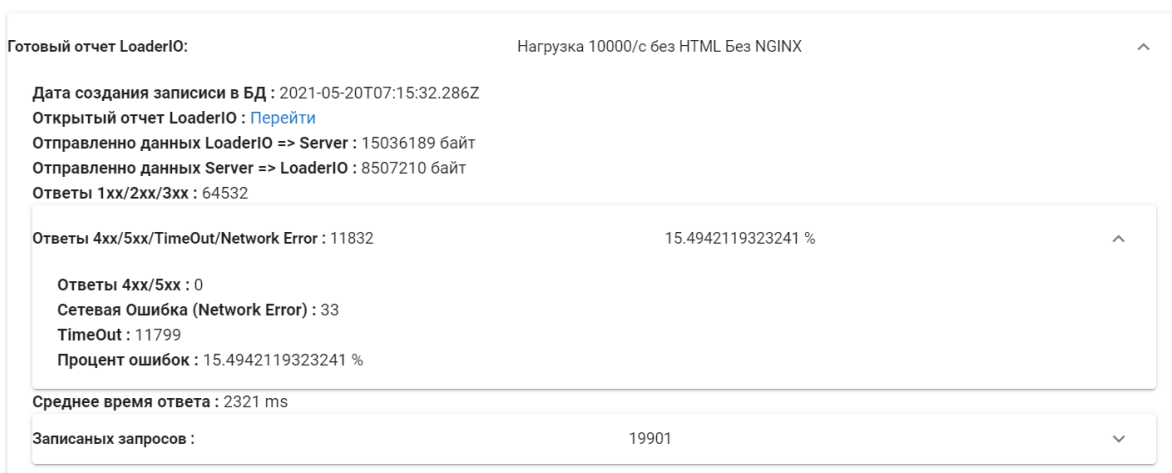 Готовый отчет LoaderIO: Нагрузка 10000/с без HTML Без NGINX
Дата создания записиси в БД : 2021-05-20T07:15:32.286Z
Открытый отчет LoaderIO : Перейти
Отправленно данных LoaderIO => Server : 15036189 байт
Отправленно данных Server => LoaderIO : 8507210 байт
Ответы 1xx/2xx/3xx : 64532
Ответы 4xx/5xx/TimeOut/Network Error : 11832 15.4942119323241 %
Ответы 4xx/5xx : 0
Сетевая Ошибка (Network Error) : 33
TimeOut : 11799
Процент ошибок : 15.4942119323241 %
Среднее время ответа : 2321 ms
Записаных запросов : 19901